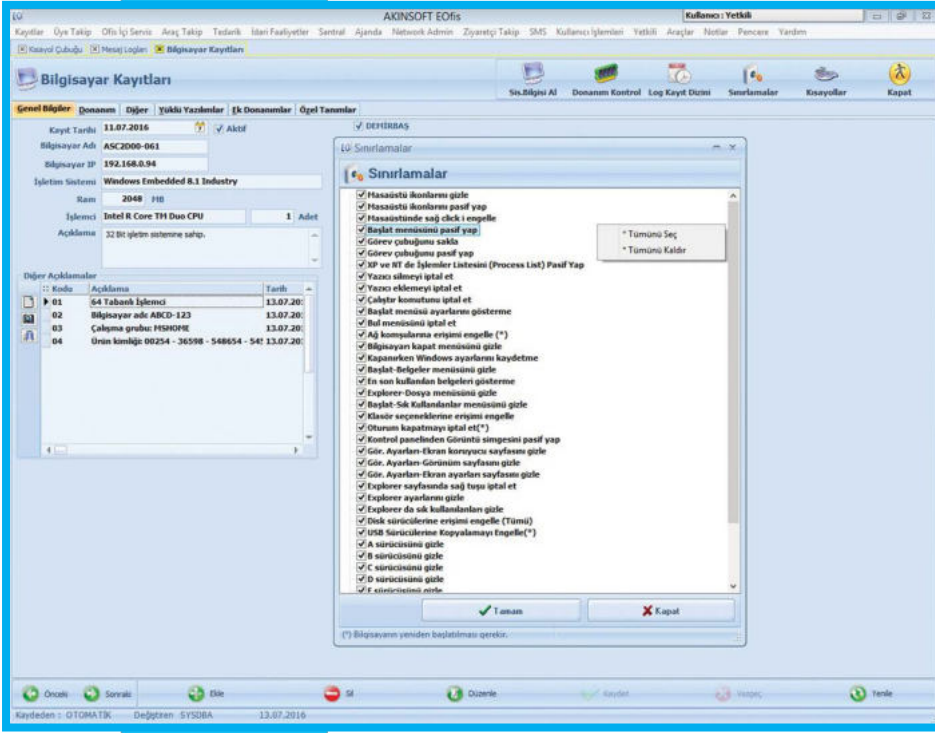 AKINSOFT EOfis
Kullanıcı : Yetkili
Kayıtlar Üye Takip Ofis İçi Servis Araç Takip Tedarik İdari Faaliyetler Santral Ajanda Network Admin Ziyaretçi Takip SMS Kullanıcı İşlemleri Yetkili Araçlar Notlar Pencere Yardım
Kısayol Çubuğu Mesaj Logları Bilgisayar Kayıtları
Bilgisayar Kayıtları
Sis.Bilgisi Al Donanım Kontrol Log Kayıt Dizini Sınırlamalar Kısayollar Kapat
Genel Bilgiler Donanım Diğer Yüklü Yazılımlar Ek Donanımlar Özel Tanımlar
Kayıt Tarihi 11.07.2016 Aktif DEMİRBAŞ
Bilgisayar Adı ASC2000-061
Bilgisayar IP 192.168.0.94
İşletim Sistemi Windows Embedded 8.1 Industry
Ram 2048 MB
İşlemci Intel R Core TM Duo CPU 1 Adet
Açıklama 32 Bit işletim sistemine sahip.
Diğer Açıklamalar
Kodu Açıklama Tarih
01 64 Tabanlı İşlemci 13.07.20
02 Bilgisayar adı: ABCD-123 13.07.20
03 Çalışma grubu: MSHOME 13.07.20
04 Ürün kimliği: 00254 - 36598 - 548654 - 54 13.07.20
Sınırlamalar
Sınırlamalar
Masaüstü ikonlarını gizle
Masaüstü ikonlarını pasif yap
Masaüstünde sağ click i engelle
Başlat menüsünü pasif yap
Görev çubuğunu sakla
Görev çubuğunu pasif yap
XP ve NT de İşlemler Listesini (Process List) Pasif Yap
Yazıcı silmeyi iptal et
Yazıcı eklemeyi iptal et
Çalıştır komutunu iptal et
Başlat menüsü ayarlarını gösterme
Bul menüsünü iptal et
Ağ komşularına erişimi engelle (*)
Bilgisayarı kapat menüsünü gizle
Kapanırken Windows ayarlarını kaydetme
Başlat-Belgeler menüsünü gizle
En son kullanılan belgeleri gösterme
Explorer-Dosya menüsünü gizle
Başlat-Sık Kullanılanlar menüsünü gizle
Klasör seçeneklerine erişimi engelle
Oturum kapatmayı iptal et(*)
Kontrol panelinden Görüntü simgesini pasif yap
Gör. Ayarları-Ekran koruyucu sayfasını gizle
Gör. Ayarları-Görünüm sayfasını gizle
Gör. Ayarları-Ekran ayarları sayfasını gizle
Explorer sayfasında sağ tuşu iptal et
Explorer ayarlarını gizle
Explorer da sık kullanılanları gizle
Disk sürücülerine erişimi engelle (Tümü)
USB Sürücülerine Kopyalamayı Engelle(*)
A sürücüsünü gizle
B sürücüsünü gizle
C sürücüsünü gizle
D sürücüsünü gizle
E sürücüsünü gizle
* Tümünü Seç
* Tümünü Kaldır
Tamam Kapat
(*) Bilgisayarın yeniden başlatılması gerekir.
Önceki Sonraki Ekle Sil Düzenle Kaydet Vazgeç Yenile
Kaydeden : OTOMATİK Değiştiren SYSDBA 13.07.2016